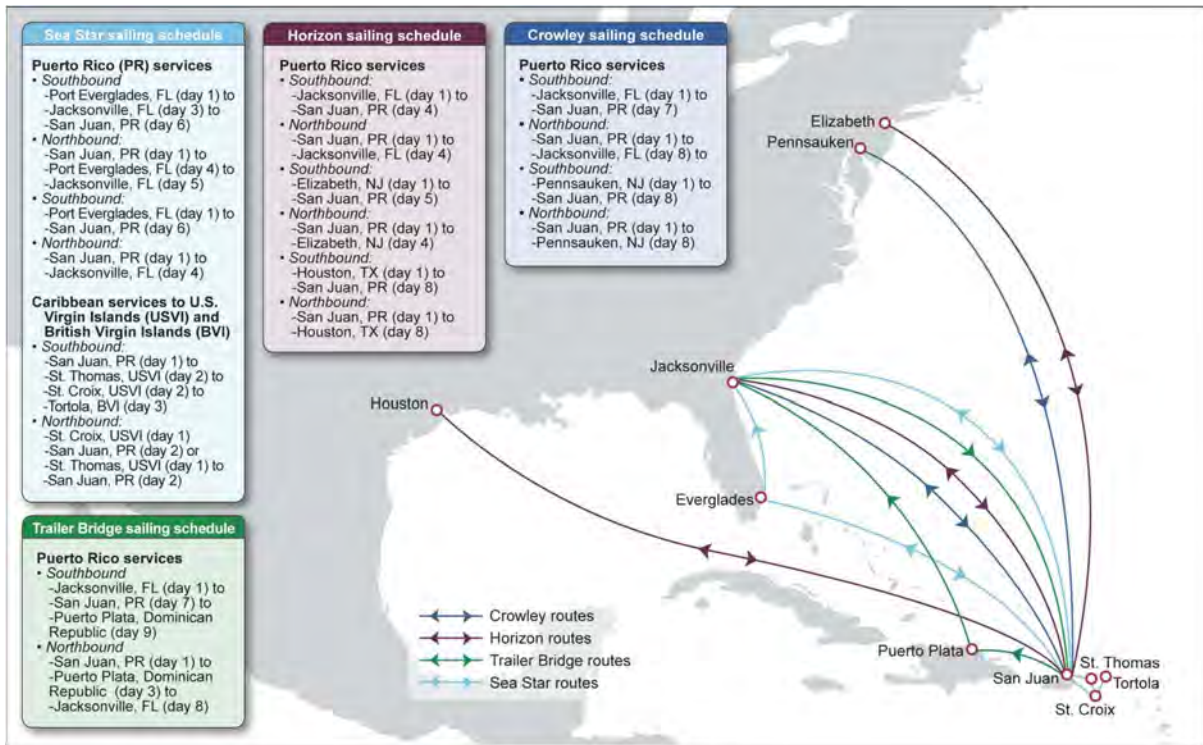 Sea Star sailing schedule
Puerto Rico (PR) services
• Southbound
-Port Everglades, FL (day 1) to
-Jacksonville, FL (day 3) to
-San Juan, PR (day 6)
• Northbound:
-San Juan, PR (day 1) to
-Port Everglades, FL (day 4) to
-Jacksonville, FL (day 5)
• Southbound:
-Port Everglades, FL (day 1) to
-San Juan, PR (day 6)
• Northbound:
-San Juan, PR (day 1) to
-Jacksonville, FL (day 4)
Caribbean services to U.S.
Virgin Islands (USVI) and
British Virgin Islands (BVI)
• Southbound:
-San Juan, PR (day 1) to
-St. Thomas, USVI (day 2) to
-St. Croix, USVI (day 2) to
-Tortola, BVI (day 3)
• Northbound:
-St. Croix, USVI (day 1)
-San Juan, PR (day 2) or
-St. Thomas, USVI (day 1) to
-San Juan, PR (day 2)
Horizon sailing schedule
Puerto Rico services
• Southbound:
-Jacksonville, FL (day 1) to
-San Juan, PR (day 4)
• Northbound
-San Juan, PR (day 1) to
-Jacksonville, FL (day 4)
• Southbound:
-Elizabeth, NJ (day 1) to
-San Juan, PR (day 5)
• Northbound:
-San Juan, PR (day 1) to
-Elizabeth, NJ (day 4)
• Southbound:
-Houston, TX (day 1) to
-San Juan, PR (day 8)
• Northbound:
-San Juan, PR (day 1) to
-Houston, TX (day 8)
Crowley sailing schedule
Puerto Rico services
• Southbound:
-Jacksonville, FL (day 1) to
-San Juan, PR (day 7)
• Northbound:
-San Juan, PR (day 1) to
-Jacksonville, FL (day 8) to
• Southbound:
-Pennsauken, NJ (day 1) to
-San Juan, PR (day 8)
• Northbound:
-San Juan, PR (day 1) to
-Pennsauken, NJ (day 8)
Trailer Bridge sailing schedule
Puerto Rico services
• Southbound
-Jacksonville, FL (day 1) to
-San Juan, PR (day 7) to
-Puerto Plata, Dominican
Republic (day 9)
• Northbound
-San Juan, PR (day 1) to
-Puerto Plata, Dominican
Republic (day 3) to
-Jacksonville, FL (day 8)
Elizabeth
Pennsauken
Jacksonville
Houston
Everglades
Puerto Plata
San Juan
St. Thomas
Tortola
St. Croix
Crowley routes
Horizon routes
Trailer Bridge routes
Sea Star routes